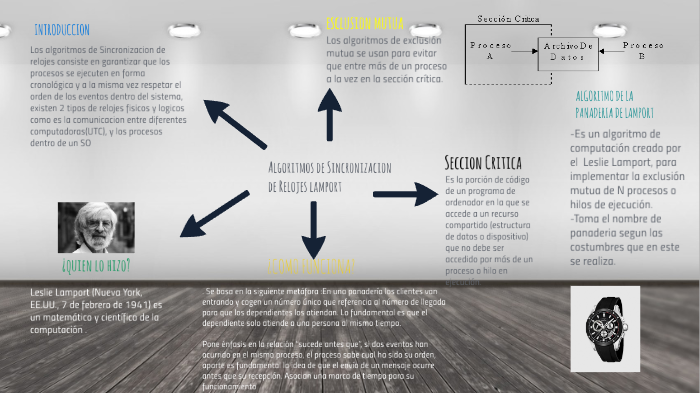 INTRODUCCION
Los algoritmos de Sincronizacion de
relojes consiste en garantizar que los
procesos se ejecuten en forma
cronológica y a la misma vez respetar el
orden de los eventos dentro del sistema,
existen 2 tipos de relojes fisicos y logicos
como es la comunicacion entre diferentes
computadoras(UTC), y los procesos
dentro de un SO
ESCLUSION MUTUA
Los algoritmos de exclusión
mutua se usan para evitar
que entre más de un proceso
a la vez en la sección crítica.
Sección Critica
Proceso
A
Archivo De
Datos
Proceso
B
ALGORITMO DE LA
PANADERIA DE LAMPORT
-Es un algoritmo de
computación creado por
el Leslie Lamport, para
implementar la exclusión
mutua de N procesos o
hilos de ejecución.
-Toma el nombre de
panaderia segun las
costumbres que en este
se realiza.
ALGORITMOS DE SINCRONIZACION
DE RELOJES LAMPORT
SECCION CRITICA
Es la porción de código
de un programa de
ordenador en la que se
accede a un recurso
compartido (estructura
de datos o dispositivo)
que no debe ser
accedido por más de un
proceso o hilo en
ejecución.
¿QUIEN LO HIZO?
Leslie Lamport (Nueva York,
EE.UU., 7 de febrero de 1941) es
un matemático y científico de la
computación .
. Se basa en la siguiente metafora :En una panadería los clientes van
entrando y cogen un número único que referencia al número de llegada
para que los dependientes los atiendan. Lo fundamental es que el
dependiente solo atiende a una persona al mismo tiempo.
Pone énfasis en la relación "sucede antes que", si dos eventos han
ocurrido en el mismo proceso, el proceso sabe cual ha sido su orden,
aporte es fundamental: la idea de que el envío de un mensaje ocurre
antes que su recepción. Asocian una marca de tiempo para su
funcionamiento